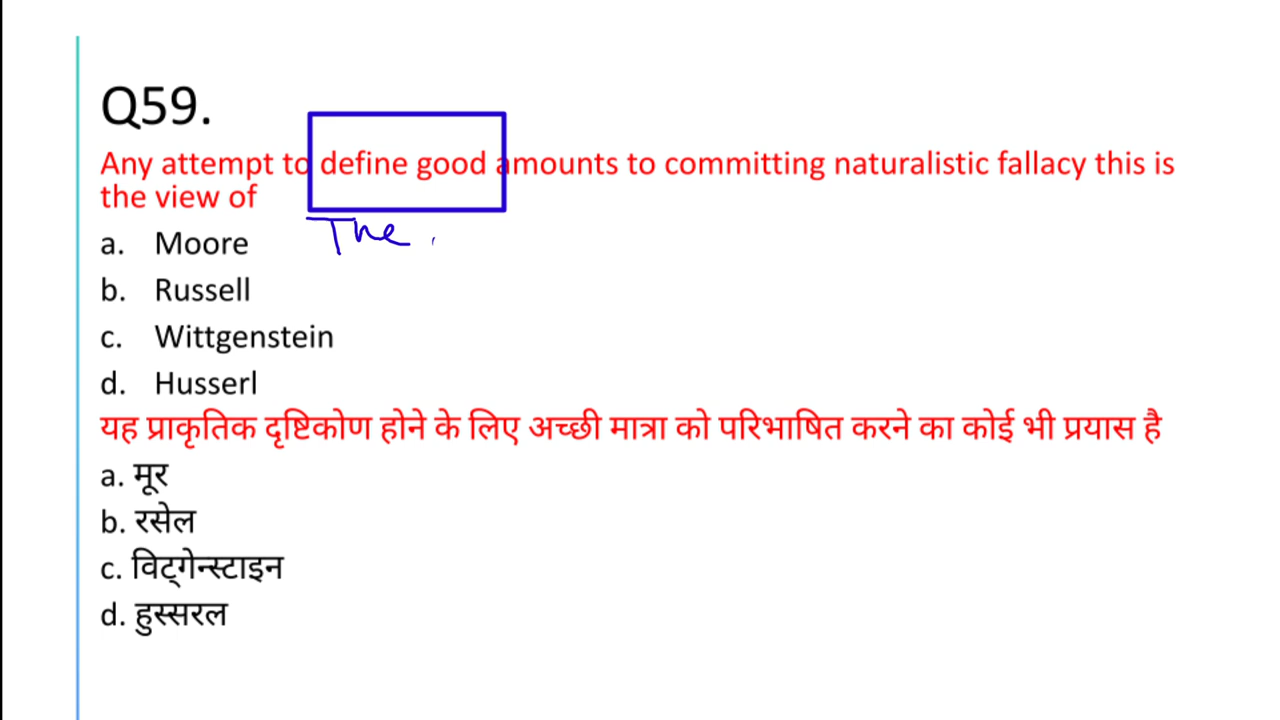 Q59.
Any attempt to define good amounts to committing naturalistic fallacy this is
the view of
a. Moore
The
b. Russell
c. Wittgenstein
d. Husserl
यह प्राकृतिक दृष्टिकोण होने के लिए अच्छी मात्रा को परिभाषित करने का कोई भी प्रयास है
a. मूर
b. रसेल
c. विट्गेन्स्टाइन
d. हुस्सरल